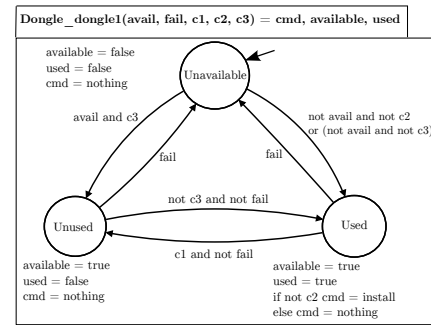 Dongle_dongle1(avail, fail, c1, c2, c3) = cmd, available, used
available = false
used = false
cmd = nothing
Unavailable
avail and c3
not avail and not c2
or (not avail and not c3)
fail
fail
not c3 and not fail
Unused
Used
c1 and not fail
available = true
used = false
cmd = nothing
available = true
used = true
if not c2 cmd = install
else cmd = nothing